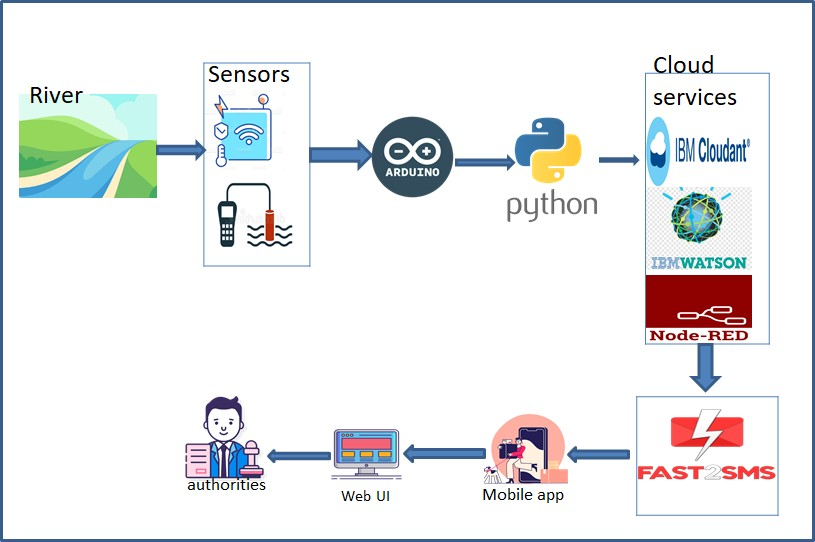 River
Sensors
ARDUINO
python
Cloud
services
IBM Cloudant®
IBMWATSON
Node-RED
FAST2SMS
Mobile app
Web UI
authorities